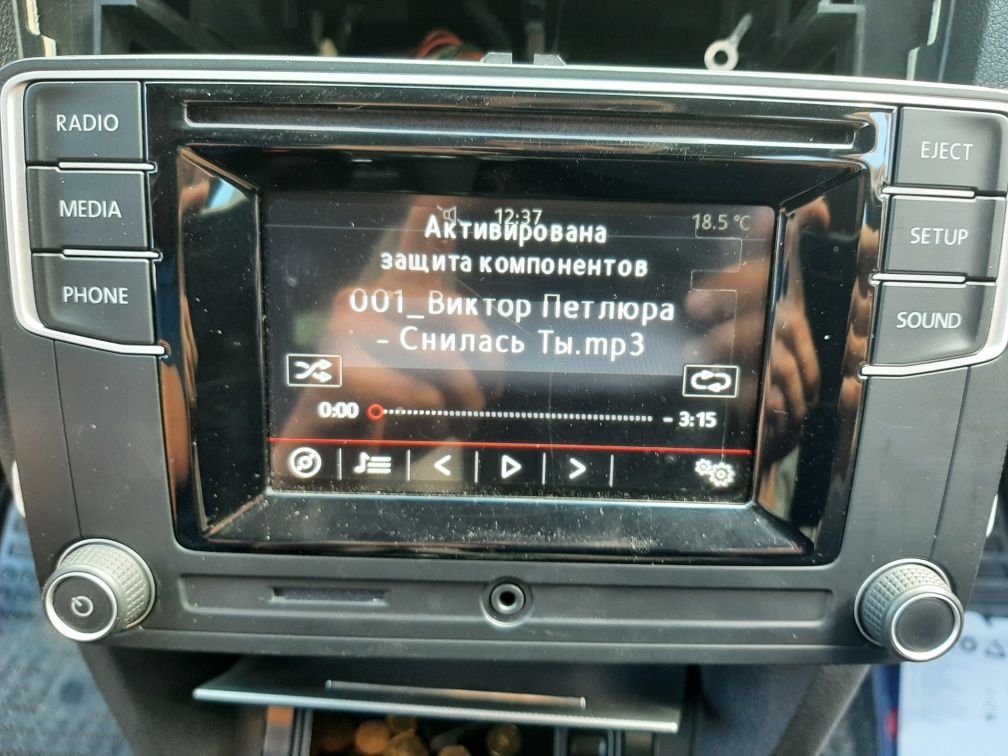 RADIO
MEDIA
PHONE
EJECT
SETUP
SOUND
12:37
18.5 °C
Активирована
защита компонентов
001_Виктор Петлюра
- Снилась Ты.mp3
0:00
- 3:15